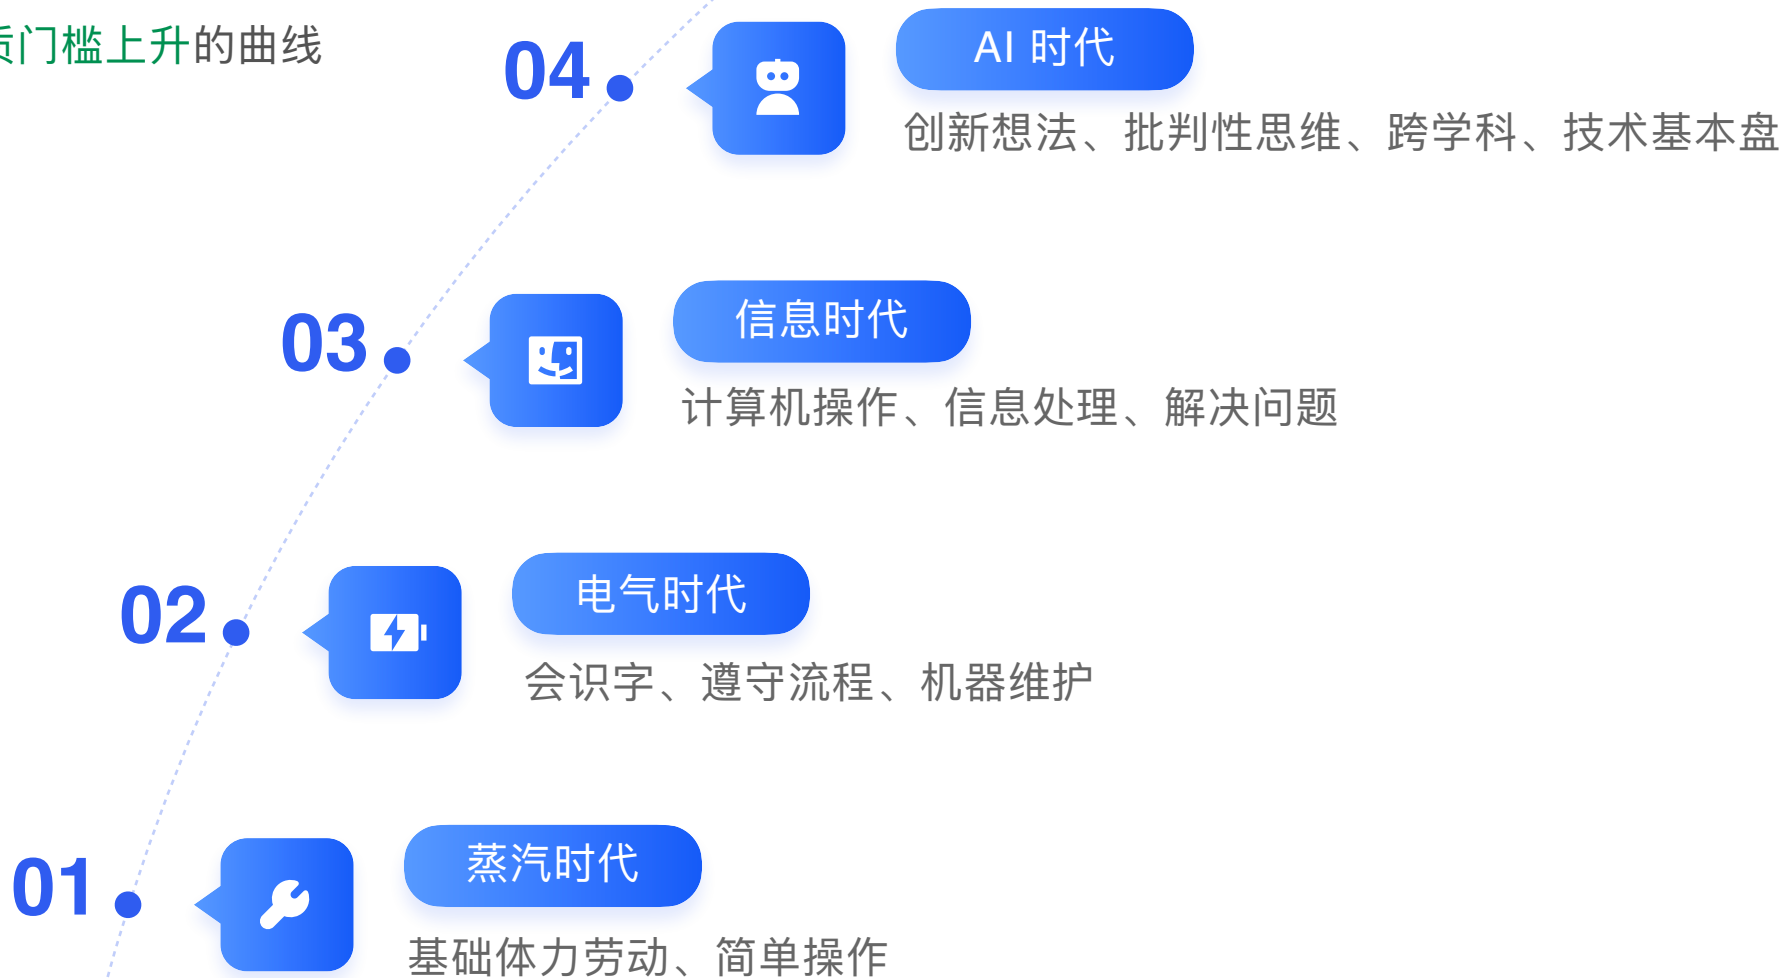 门槛上升的曲线
04
AI 时代
创新想法、批判性思维、跨学科、技术基本盘
03
信息时代
计算机操作、信息处理、解决问题
02
电气时代
会识字、遵守流程、机器维护
01
蒸汽时代
基础体力劳动、简单操作